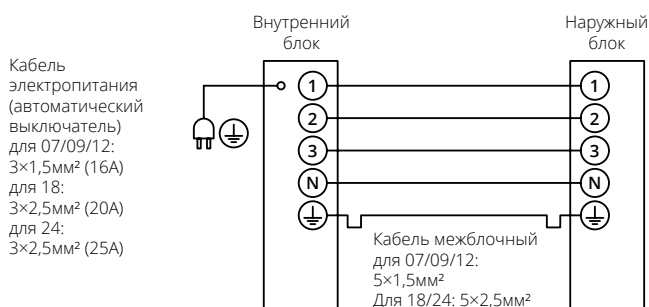 Внутренний
блок
Наружный
блок
Кабель
электропитания
(автоматический
выключатель)
для 07/09/12:
3×1,5мм² (16А)
для 18:
3×2,5мм² (20А)
для 24:
3×2,5мм² (25А)
1
1
2
2
3
3
N
N
Кабель межблочный
для 07/09/12:
5×1,5мм²
Для 18/24: 5×2,5мм²